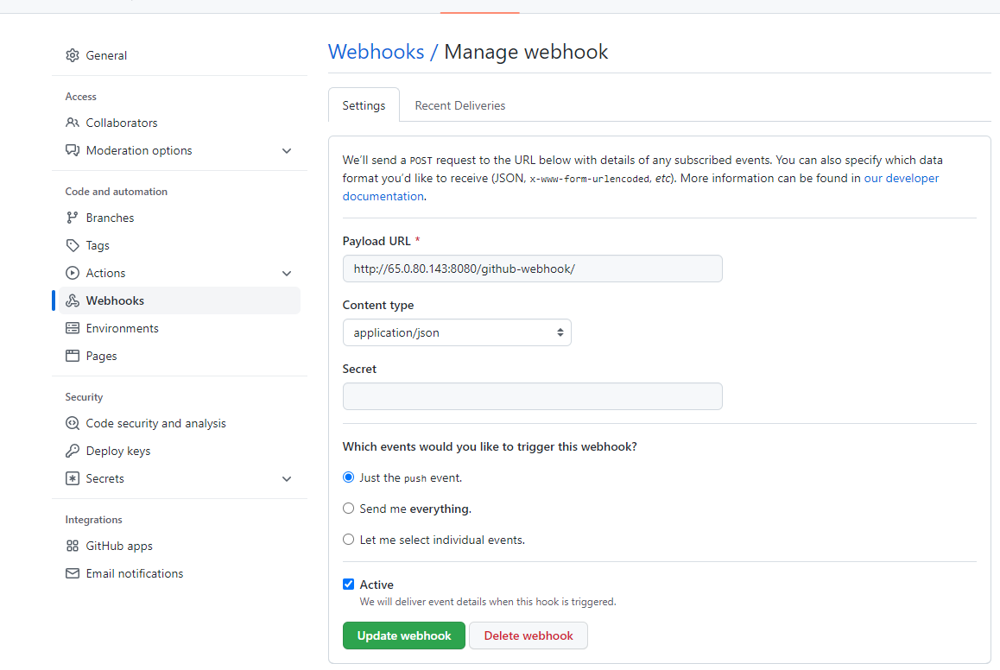 General
Access
Collaborators
Moderation options
Code and automation
Branches
Tags
Actions
Webhooks
Environments
Pages
Security
Code security and analysis
Deploy keys
Secrets
Integrations
GitHub apps
Email notifications
Webhooks / Manage webhook
Settings Recent Deliveries
We’ll send a POST request to the URL below with details of any subscribed events. You can also specify which data
format you’d like to receive (JSON, x-www-form-urlencoded, etc). More information can be found in our developer
documentation.
Payload URL *
http://65.0.80.143:8080/github-webhook/
Content type
application/json
Secret
Which events would you like to trigger this webhook?
Just the push event.
Send me everything.
Let me select individual events.
Active
We will deliver event details when this hook is triggered.
Update webhook Delete webhook